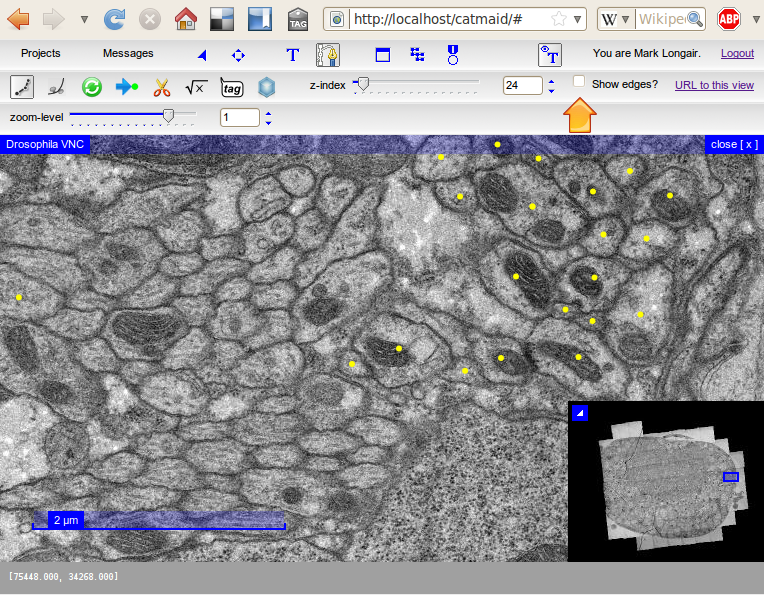 TAG
http://localhost/catmaid/#
W
Wikipe
ABP
Projects
Messages
T
T
You are Mark Longair.
Logout
√x
tag
z-index
24
Show edges?
URL to this view
zoom-level
1
Drosophila VNC
close [ x ]
2 µm
[75448.000, 34268.000]